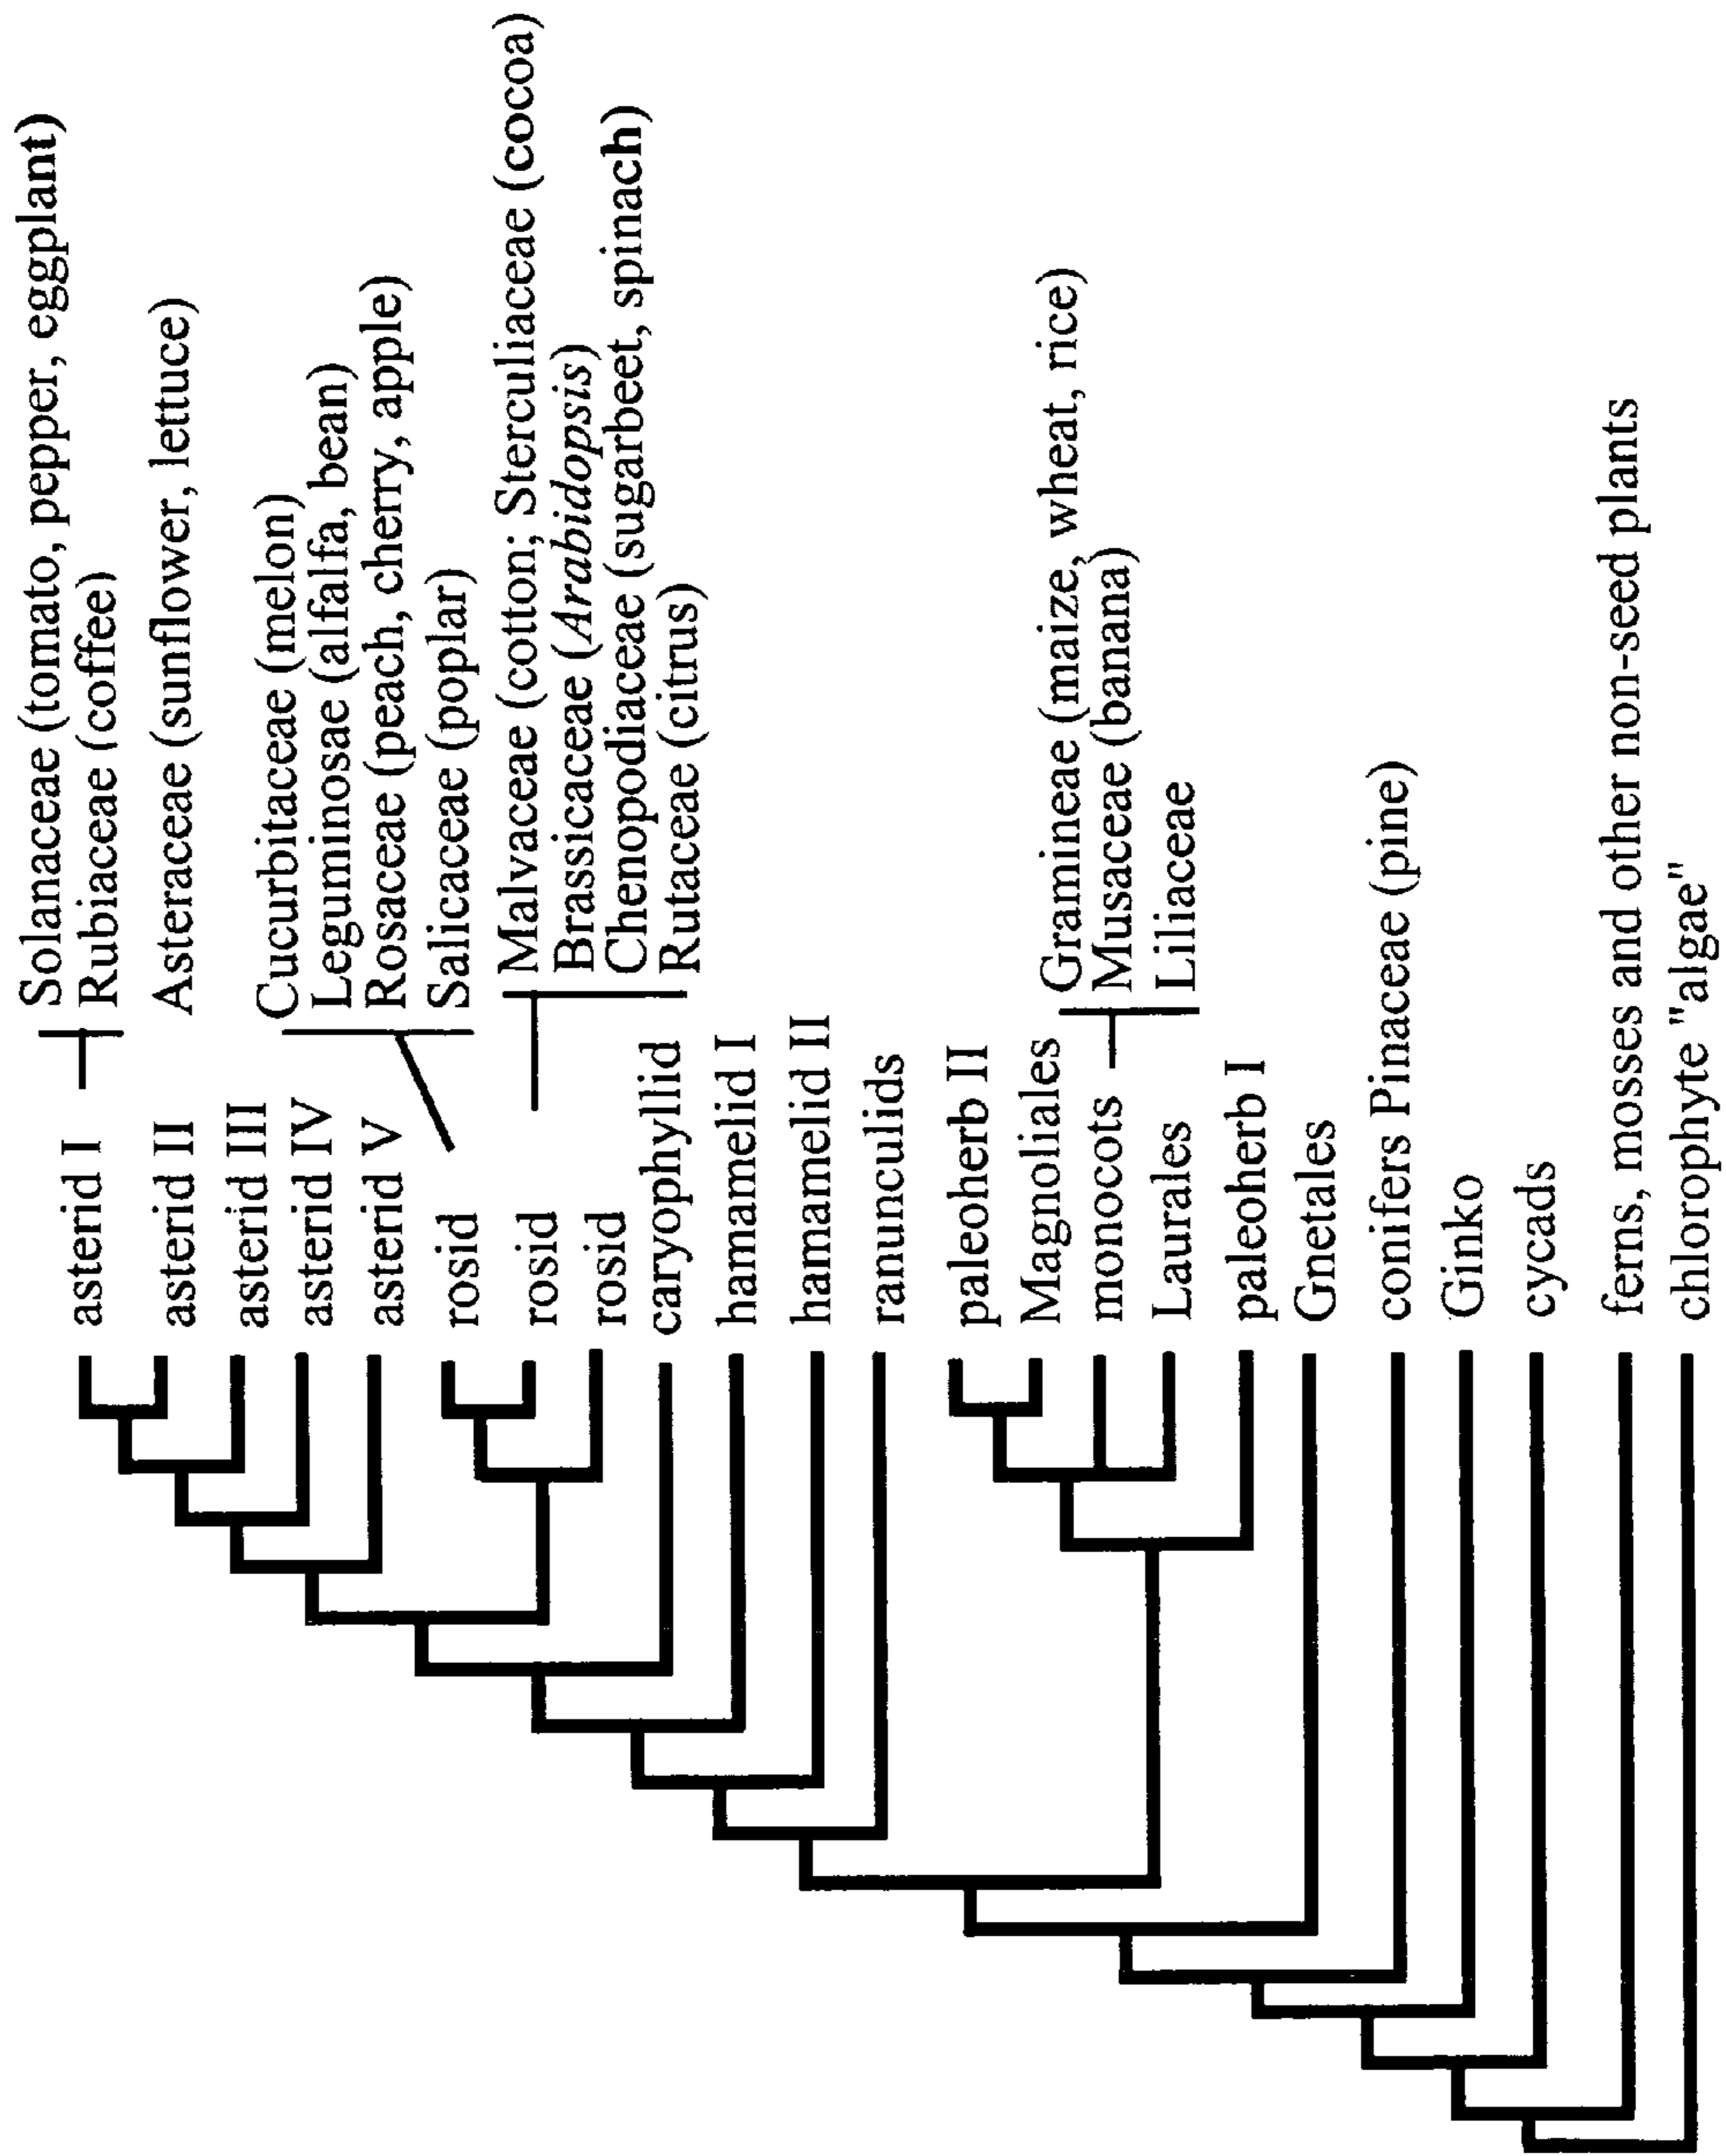 asterid I
Solanaceae (tomato, pepper, eggplant)
Rubiaceae (coffee)
asterid II
Asteraceae (sunflower, lettuce)
asterid III
asterid IV
asterid V
rosid
Cucurbitaceae (melon)
Leguminosae (alfalfa, bean)
Rosaceae (peach, cherry, apple)
Salicaceae (poplar)
rosid
Malvaceae (cotton; Sterculiaceae (cocoa)
Brassicaceae (Arabidopsis)
Chenopodiaceae (sugarbeet, spinach)
Rutaceae (citrus)
rosid
caryophyllid
hamamelid I
hamamelid II
ranunculids
paleoherb II
Magnoliales
monocots
Gramineae (maize, wheat, rice)
Musaceae (banana)
Liliaceae
Laurales
paleoherb I
Gnetales
conifers Pinaceae (pine)
Ginko
cycads
ferns, mosses and other non-seed plants
chlorophyte "algae"